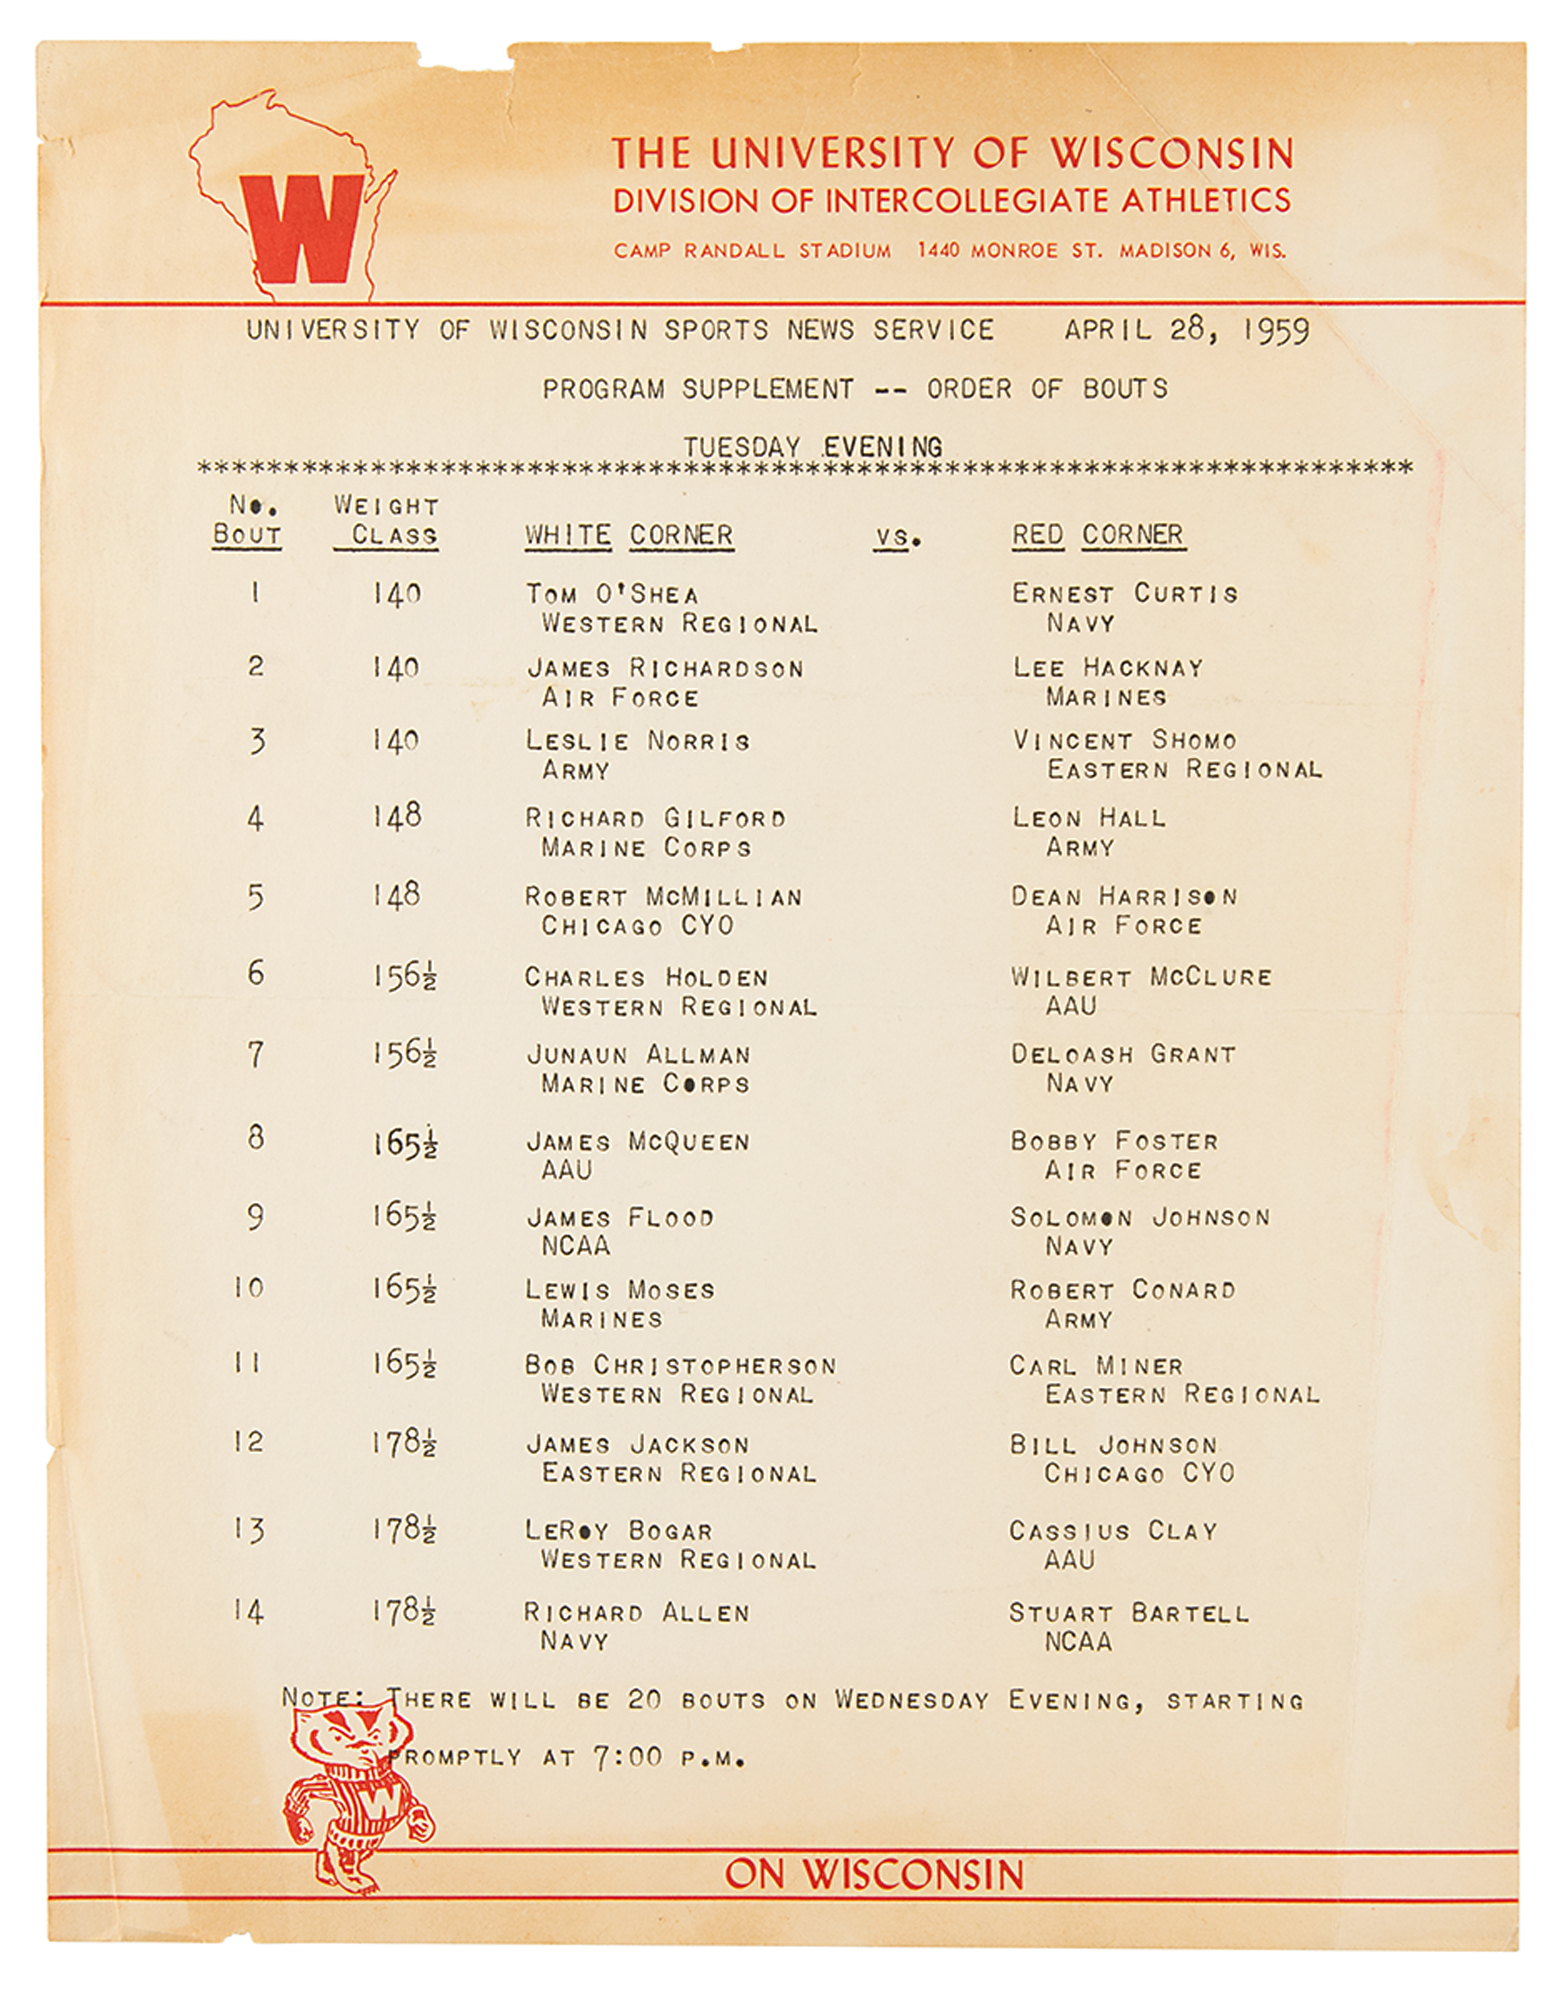 W
THE UNIVERSITY OF WISCONSIN
DIVISION OF INTERCOLLEGIATE ATHLETICS
CAMP RANDALL STADIUM 1440 MONROE ST. MADISON 6, WIS.
UNIVERSITY OF WISCONSIN SPORTS NEWS SERVICE APRIL 28, 1959
PROGRAM SUPPLEMENT -- ORDER OF BOUTS
TUESDAY EVENING
**********************************************************************
No. WEIGHT
BOUT CLASS WHITE CORNER VS. RED CORNER
1 140 TOM O'SHEA ERNEST CURTIS
WESTERN REGIONAL NAVY
2 140 JAMES RICHARDSON LEE HACKNAY
AIR FORCE MARINES
3 140 LESLIE NORRIS VINCENT SHOMO
ARMY EASTERN REGIONAL
4 148 RICHARD GILFORD LEON HALL
MARINE CORPS ARMY
5 148 ROBERT MCMILLIAN DEAN HARRISON
CHICAGO CYO AIR FORCE
6 156½ CHARLES HOLDEN WILBERT MCCLURE
WESTERN REGIONAL AAU
7 156½ JUNAUN ALLMAN DELOASH GRANT
MARINE CORPS NAVY
8 165½ JAMES MCQUEEN BOBBY FOSTER
AAU AIR FORCE
9 165½ JAMES FLOOD SOLOMON JOHNSON
NCAA NAVY
10 165½ LEWIS MOSES ROBERT CONARD
MARINES ARMY
11 165½ BOB CHRISTOPHERSON CARL MINER
WESTERN REGIONAL EASTERN REGIONAL
12 178½ JAMES JACKSON BILL JOHNSON
EASTERN REGIONAL CHICAGO CYO
13 178½ LEROY BOGAR CASSIUS CLAY
WESTERN REGIONAL AAU
14 178½ RICHARD ALLEN STUART BARTELL
NAVY NCAA
NOTE: THERE WILL BE 20 BOUTS ON WEDNESDAY EVENING, STARTING
PROMPTLY AT 7:00 P.M.
W
ON WISCONSIN